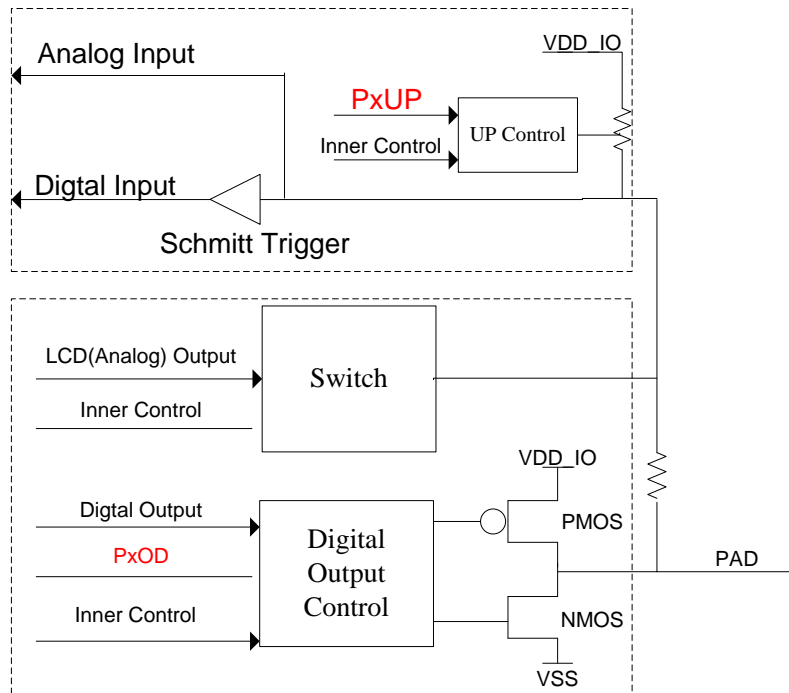 Analog Input
VDD_IO
PxUP
UP Control
Inner Control
Digtal Input
Schmitt Trigger
LCD(Analog) Output
Switch
Inner Control
VDD_IO
Digtal Output
PMOS
Digital
Output
Control
PxOD
PAD
Inner Control
NMOS
VSS